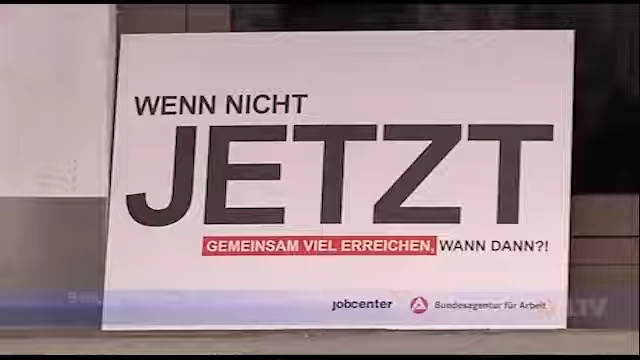 WENN NICHT
JETZT
GEMEINSAM VIEL ERREICHEN, WANN DANN?!
jobcenter Bundesagentur für Arbeit